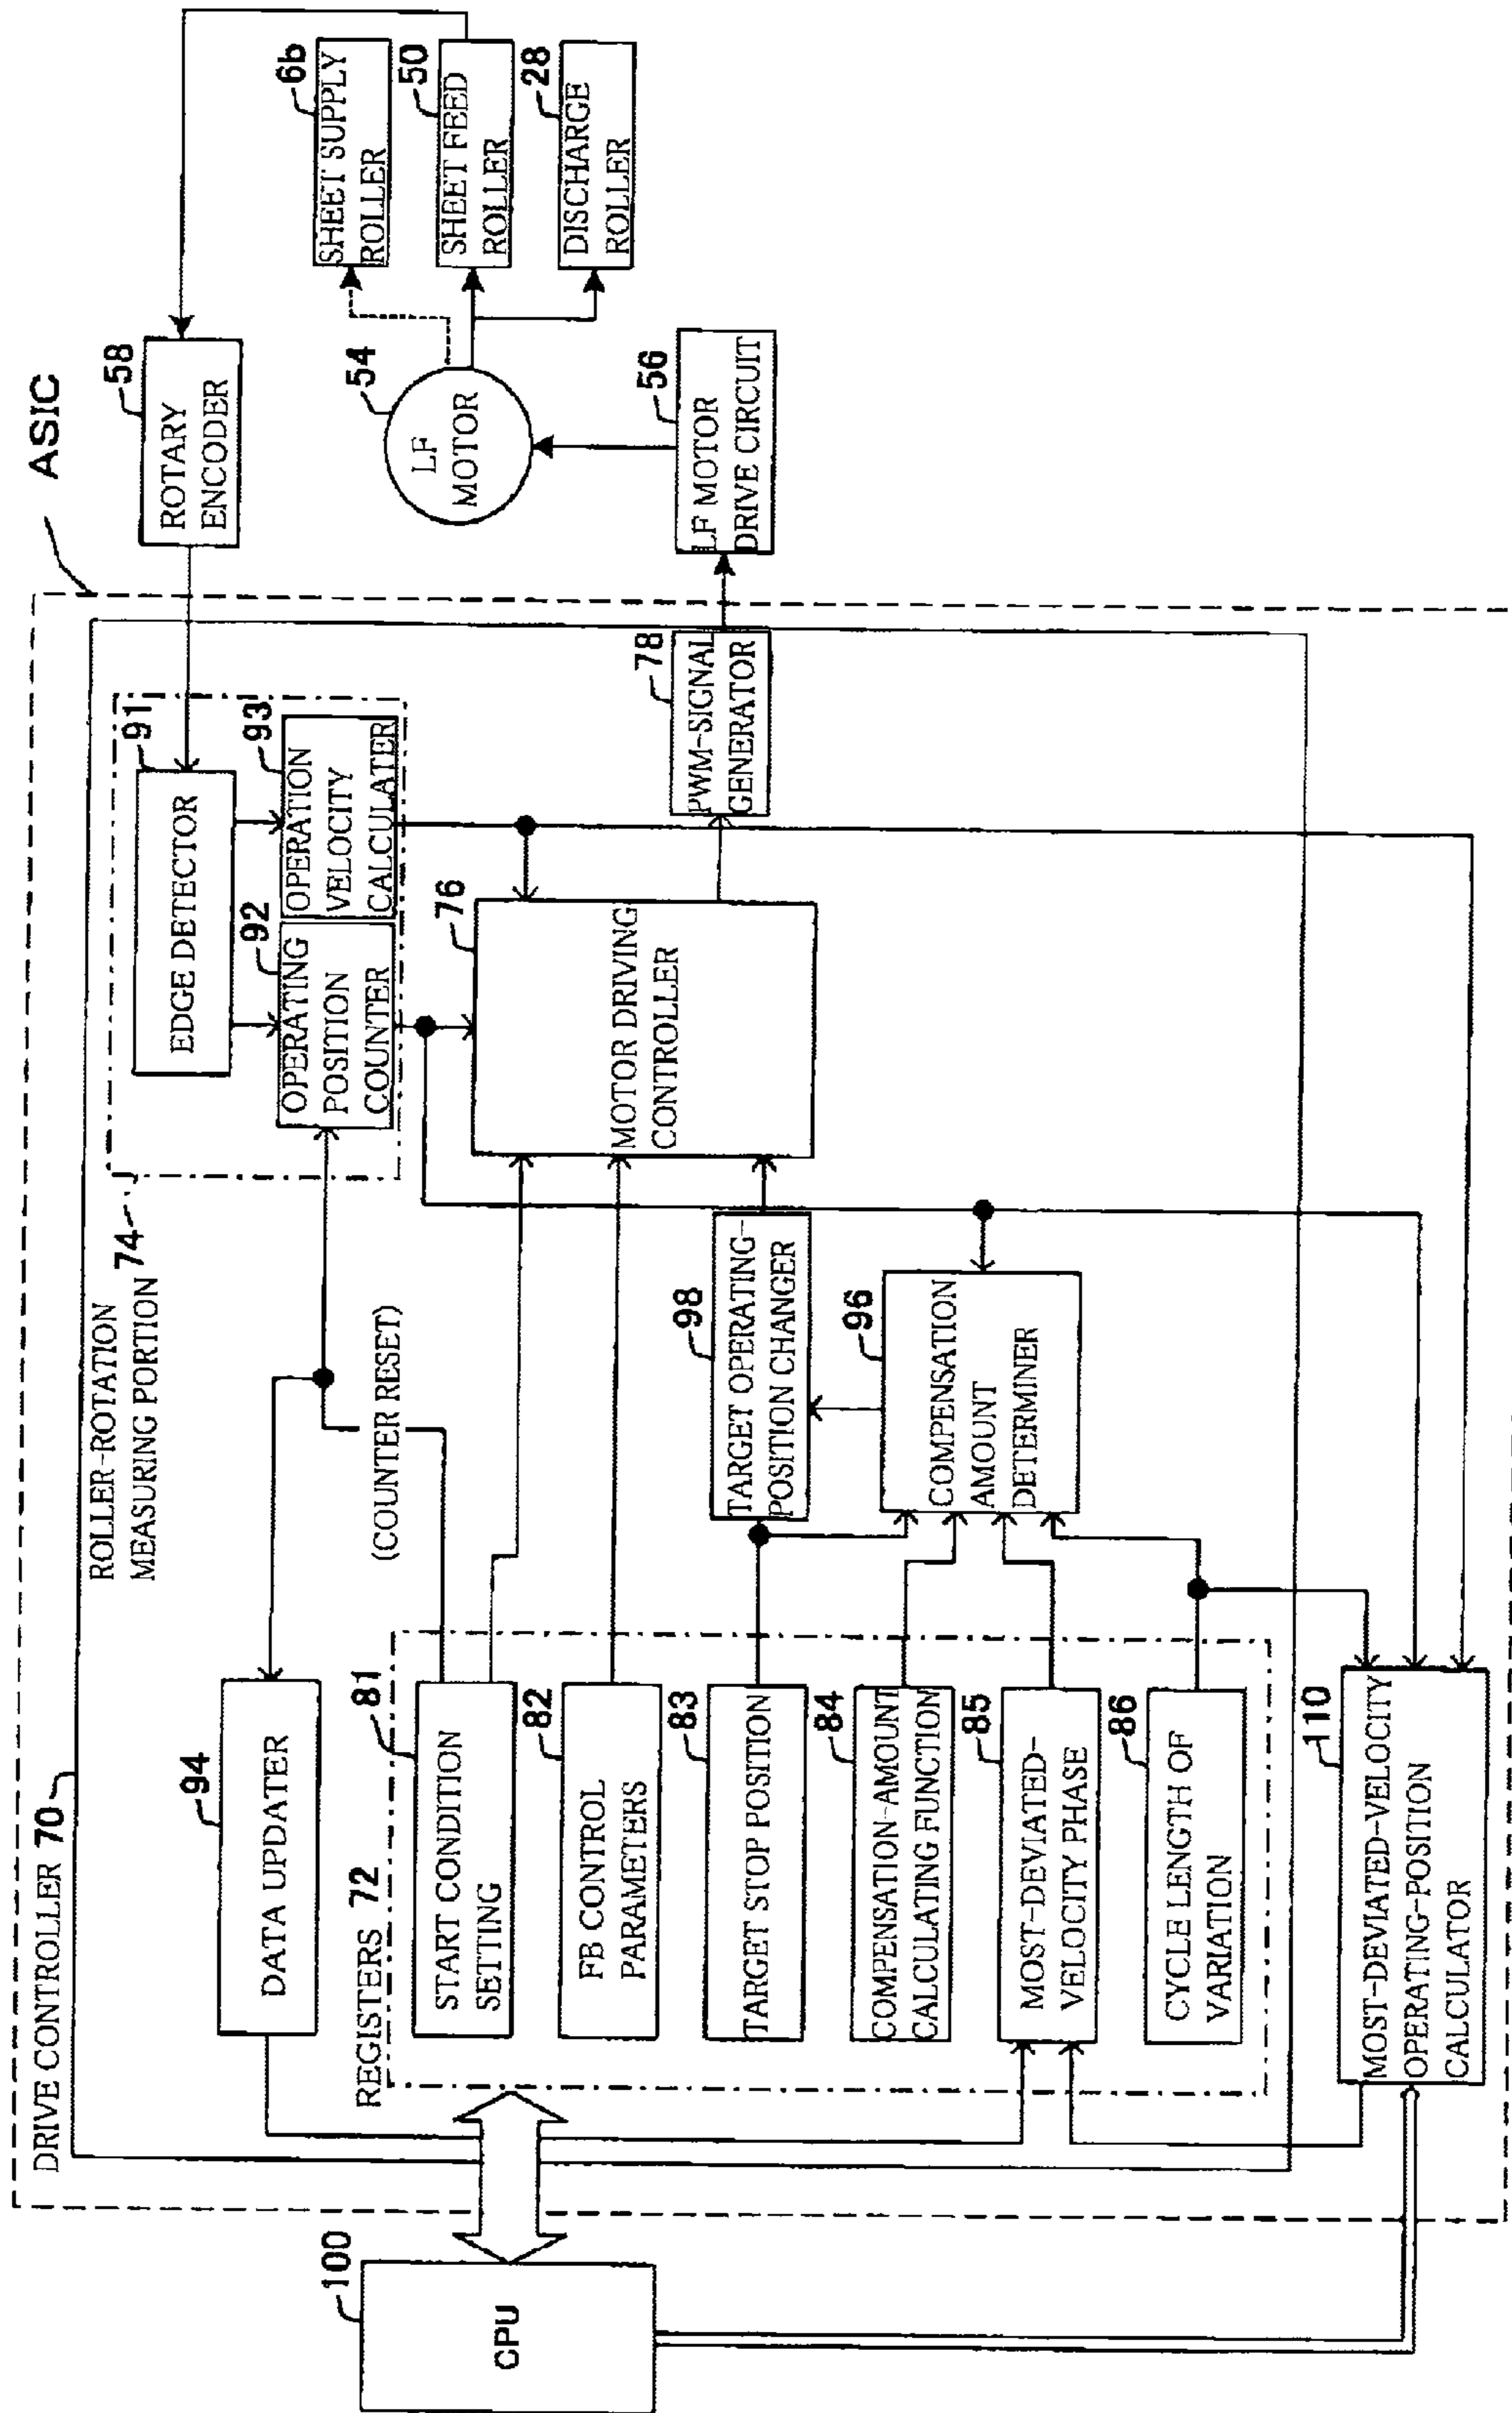 ASIC
DRIVE CONTROLLER 70
ROLLER-ROTATION
MEASURING PORTION 74
100
CPU
94
DATA UPDATER
REGISTERS 72
81
START CONDITION
SETTING
82
FB CONTROL
PARAMETERS
83
TARGET STOP POSITION
84
COMPENSATION-AMOUNT
CALCULATING FUNCTION
85
MOST-DEVIATED-
VELOCITY PHASE
86
CYCLE LENGTH OF
VARIATION
110
MOST-DEVIATED-VELOCITY
OPERATING-POSITION
CALCULATOR
(COUNTER RESET)
98
TARGET OPERATING-
POSITION CHANGER
96
COMPENSATION
AMOUNT
DETERMINER
91
EDGE DETECTOR
92
OPERATING
POSITION
COUNTER
93
OPERATION
VELOCITY
CALCULATER
76
MOTOR DRIVING
CONTROLLER
78
PWM-SIGNAL
GENERATOR
58
ROTARY
ENCODER
54
LF
MOTOR
56
LF MOTOR
DRIVE CIRCUIT
6b
SHEET SUPPLY
ROLLER
50
SHEET FEED
ROLLER
28
DISCHARGE
ROLLER